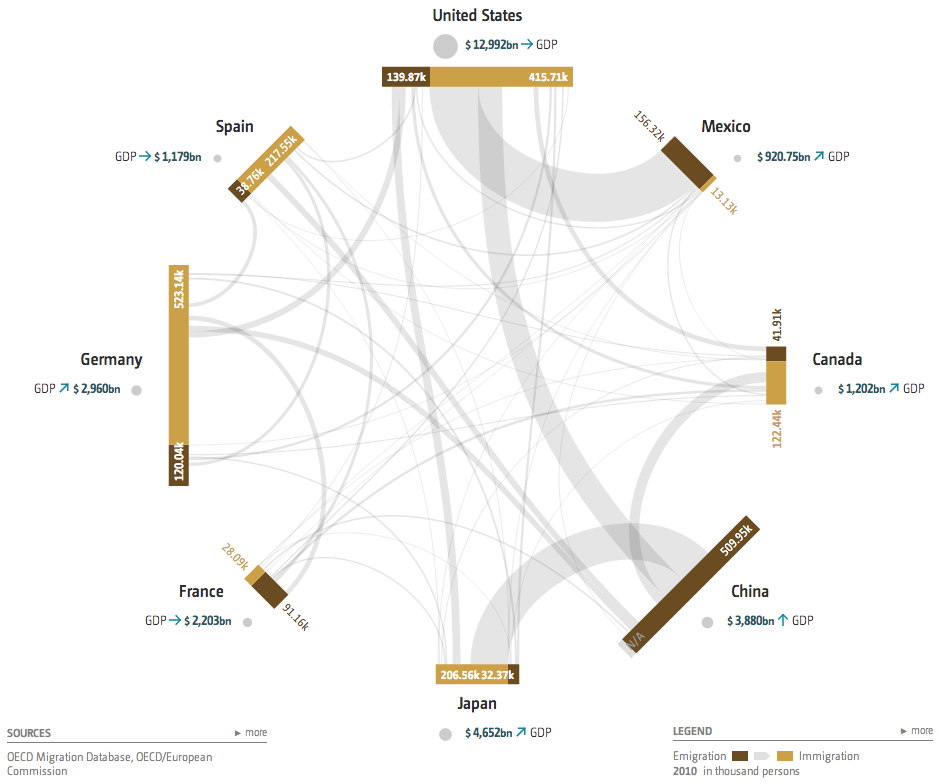 United States
$ 12,992bn → GDP
139.87k 415.71k
Spain
GDP → $ 1,179bn
38.76k 217.55k
156.32k
Mexico
$ 920.75bn ↗ GDP
13.13k
523.14k
Germany
GDP ↗ $ 2,960bn
120.04k
41.91k
Canada
$ 1,202bn ↗ GDP
122.44k
28.09k
France
GDP → $ 2,203bn
91.16k
509.95k
China
$ 3,880bn ↑ GDP
N/A
206.56k 32.37k
Japan
$ 4,652bn ↗ GDP
SOURCES ▶ more
OECD Migration Database, OECD/European
Commission
LEGEND ▶ more
Emigration Immigration
2010 in thousand persons